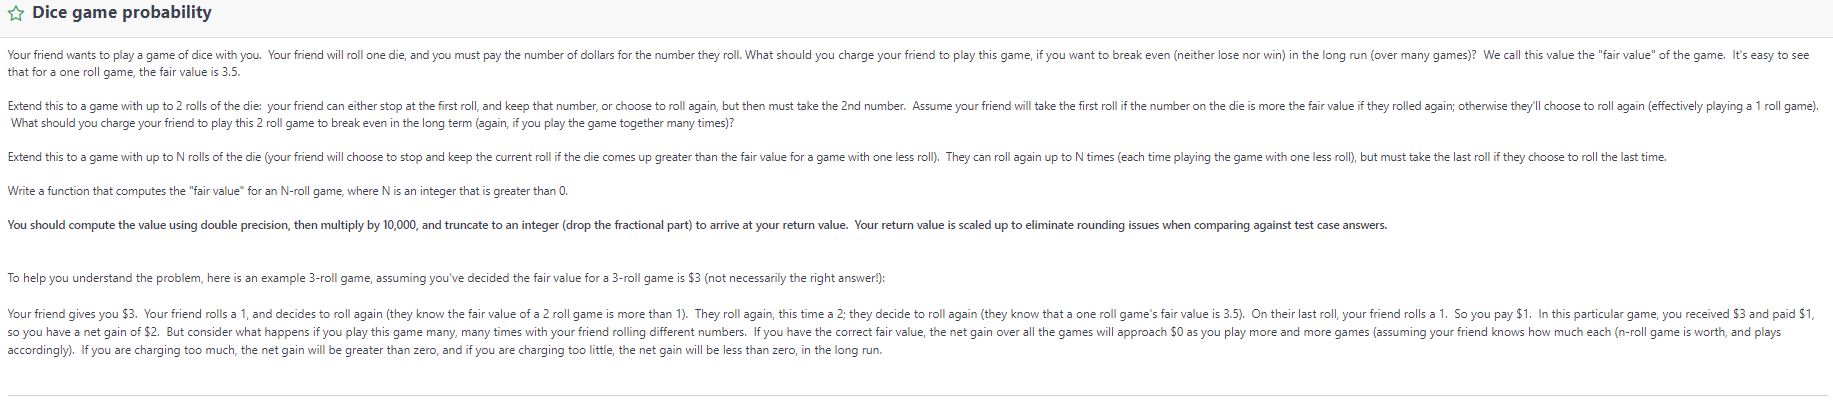 Dice game probability
Your friend wants to play a game of dice with you.  Your friend will roll one die, and you must pay the number of dollars for the number they roll. What should you charge your friend to play this game, if you want to break even (neither lose nor win) in the long run (over many games)?  We call this value the "fair value" of the game.  It's easy to see
that for a one roll game, the fair value is 3.5.
Extend this to a game with up to 2 rolls of the die:  your friend can either stop at the first roll, and keep that number, or choose to roll again, but then must take the 2nd number.  Assume your friend will take the first roll if the number on the die is more the fair value if they rolled again; otherwise they'll choose to roll again (effectively playing a 1 roll game).
What should you charge your friend to play this 2 roll game to break even in the long term (again, if you play the game together many times)?
Extend this to a game with up to N rolls of the die (your friend will choose to stop and keep the current roll if the die comes up greater than the fair value for a game with one less roll).  They can roll again up to N times (each time playing the game with one less roll), but must take the last roll if they choose to roll the last time.
Write a function that computes the "fair value" for an N-roll game, where N is an integer that is greater than 0.
You should compute the value using double precision, then multiply by 10,000, and truncate to an integer (drop the fractional part) to arrive at your return value.  Your return value is scaled up to eliminate rounding issues when comparing against test case answers.
To help you understand the problem, here is an example 3-roll game, assuming you've decided the fair value for a 3-roll game is $3 (not necessarily the right answer!):
Your friend gives you $3.  Your friend rolls a 1, and decides to roll again (they know the fair value of a 2 roll game is more than 1).  They roll again, this time a 2; they decide to roll again (they know that a one roll game's fair value is 3.5).  On their last roll, your friend rolls a 1.  So you pay $1.  In this particular game, you received $3 and paid $1,
so you have a net gain of $2.  But consider what happens if you play this game many, many times with your friend rolling different numbers.  If you have the correct fair value, the net gain over all the games will approach $0 as you play more and more games (assuming your friend knows how much each (n-roll game is worth, and plays
accordingly).  If you are charging too much, the net gain will be greater than zero, and if you are charging too little, the net gain will be less than zero, in the long run.